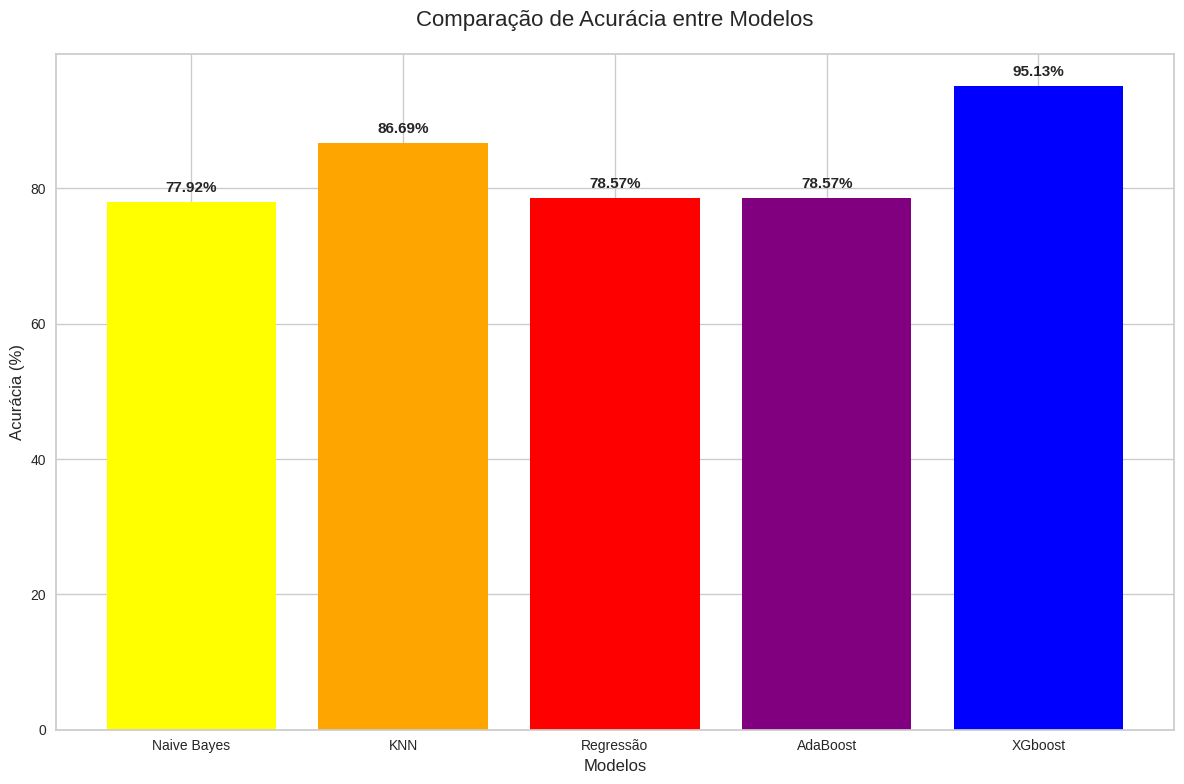 Comparação de Acurácia entre Modelos
95.13%
86.69%
77.92%
78.57%
78.57%
80
60
40
20
0
Acurácia (%)
Naive Bayes
KNN
Regressão
AdaBoost
XGboost
Modelos